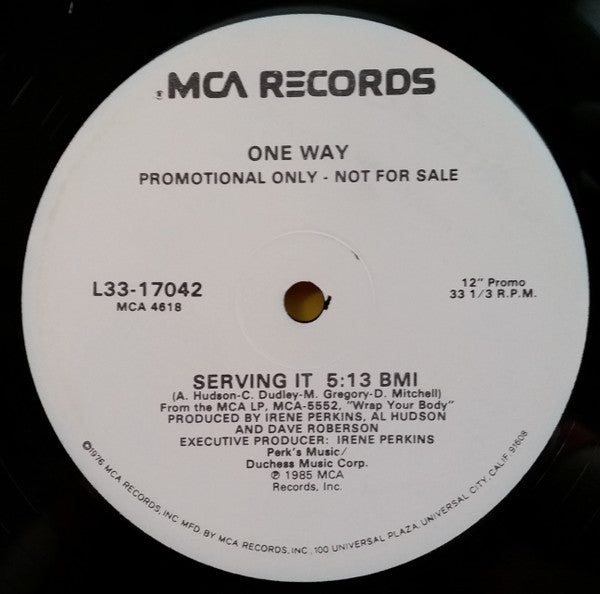 MCA RECORDS
ONE WAY
PROMOTIONAL ONLY - NOT FOR SALE
L33-17042
MCA 4618
12" Promo
33 1/3 R.P.M.
SERVING IT 5:13 BMI
(A. Hudson-C. Dudley-M. Gregory-D. Mitchell)
From the MCA LP, MCA-5552, "Wrap Your Body"
PRODUCED BY IRENE PERKINS, AL HUDSON
AND DAVE ROBERSON
EXECUTIVE PRODUCER: IRENE PERKINS
Perk's Music/
Duchess Music Corp.
℗ 1985 MCA
Records, Inc.
©1976 MCA RECORDS, INC. MFD. BY MCA RECORDS, INC., 100 UNIVERSAL PLAZA, UNIVERSAL CITY, CALIF. 91608